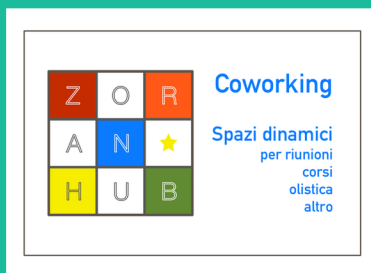 Z O R
A N ★
H U B
Coworking
Spazi dinamici
per riunioni
corsi
olistica
altro